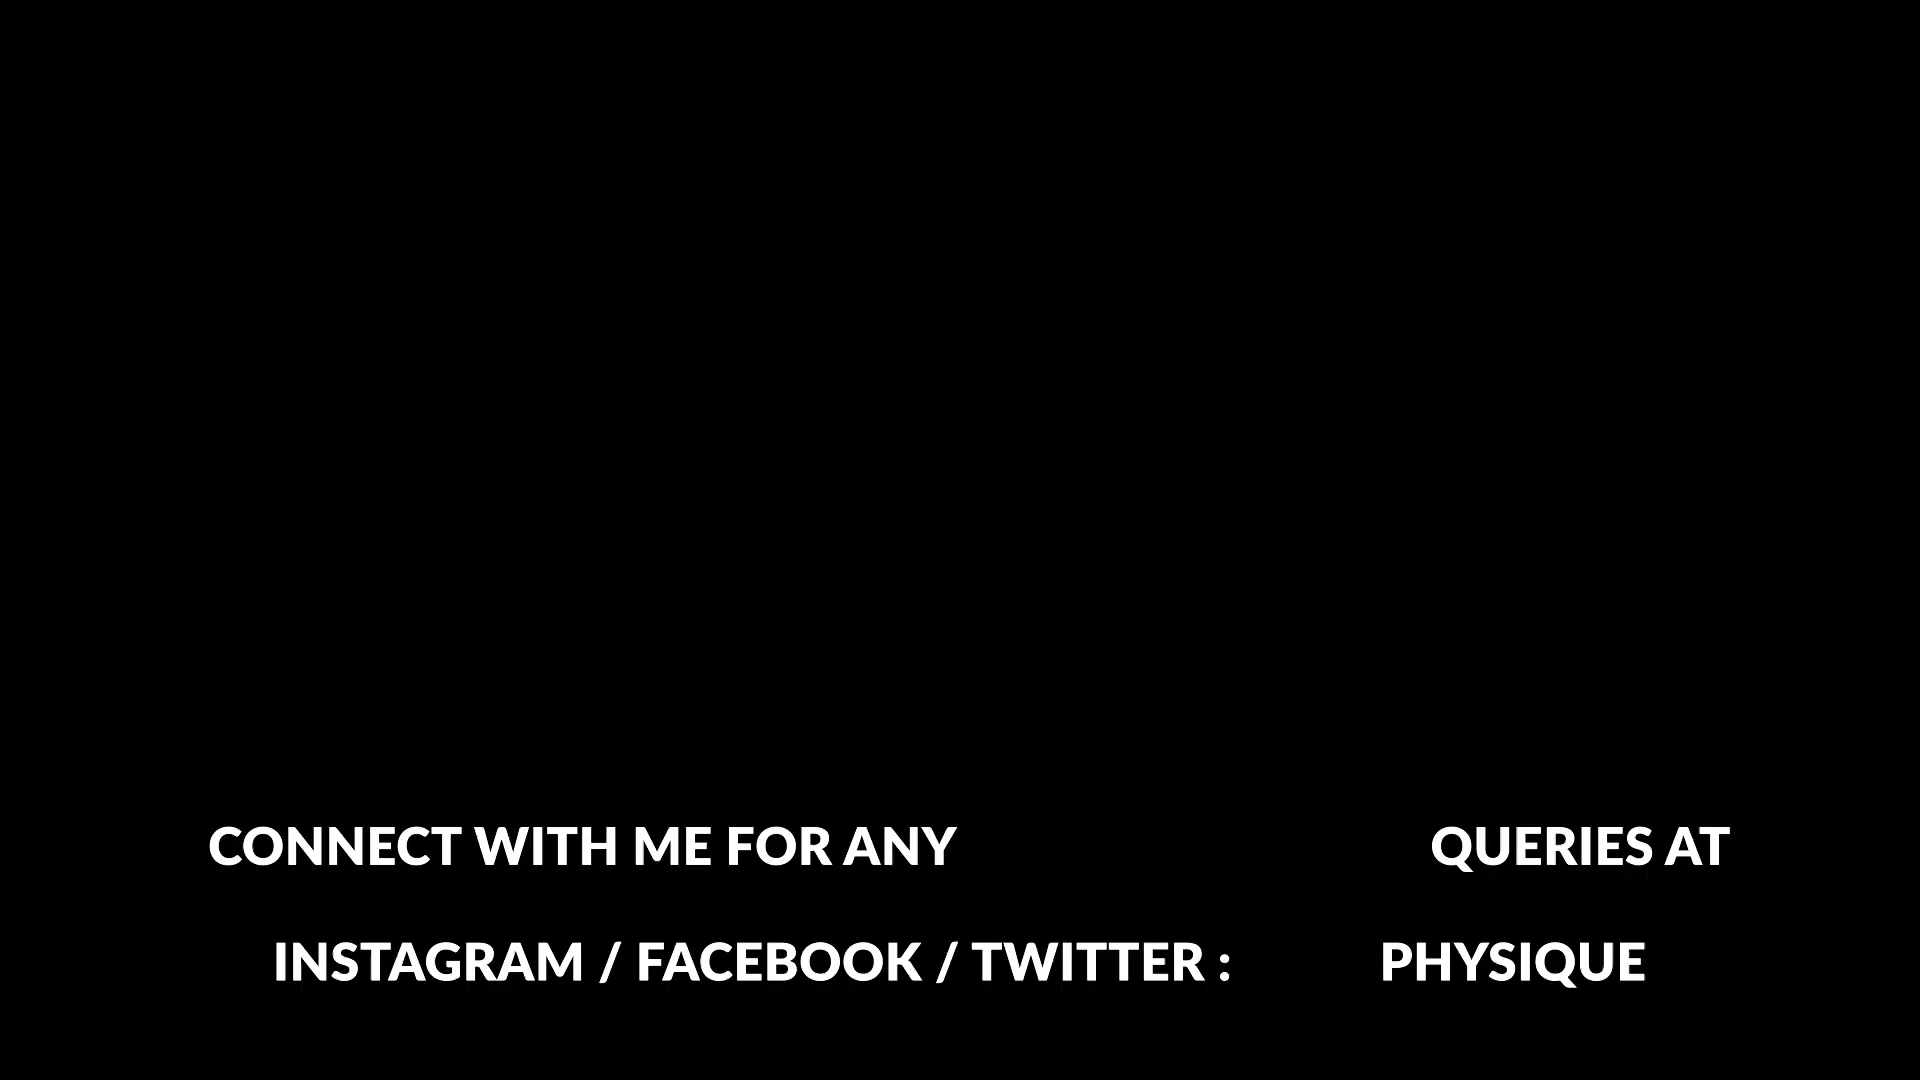 CONNECT WITH ME FOR ANY QUERIES AT
INSTAGRAM / FACEBOOK / TWITTER : PHYSIQUE